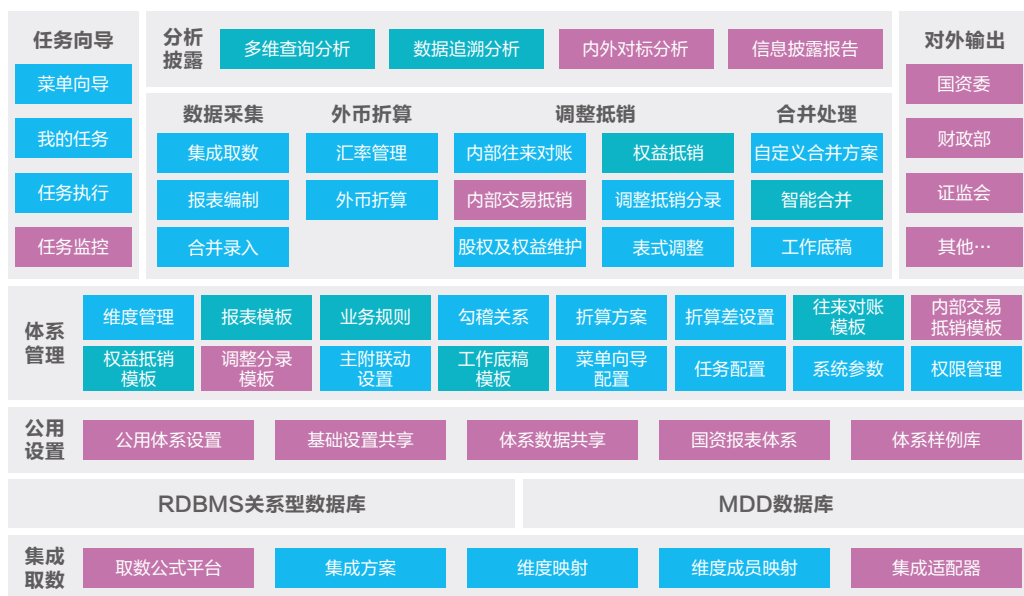 任务向导
菜单向导
我的任务
任务执行
任务监控
分析
披露
多维查询分析
数据追溯分析
内外对标分析
信息披露报告
数据采集
外币折算
调整抵销
合并处理
集成取数
汇率管理
内部往来对账
权益抵销
自定义合并方案
报表编制
外币折算
内部交易抵销
调整抵销分录
智能合并
合并录入
股权及权益维护
表式调整
工作底稿
对外输出
国资委
财政部
证监会
其他…
体系
管理
维度管理
报表模板
业务规则
勾稽关系
折算方案
折算差设置
往来对账
模板
内部交易
抵销模板
权益抵销
模板
调整分录
模板
主附联动
设置
工作底稿
模板
菜单向导
配置
任务配置
系统参数
权限管理
公用
设置
公用体系设置
基础设置共享
体系数据共享
国资报表体系
体系样例库
RDBMS关系型数据库
MDD数据库
集成
取数
取数公式平台
集成方案
维度映射
维度成员映射
集成适配器